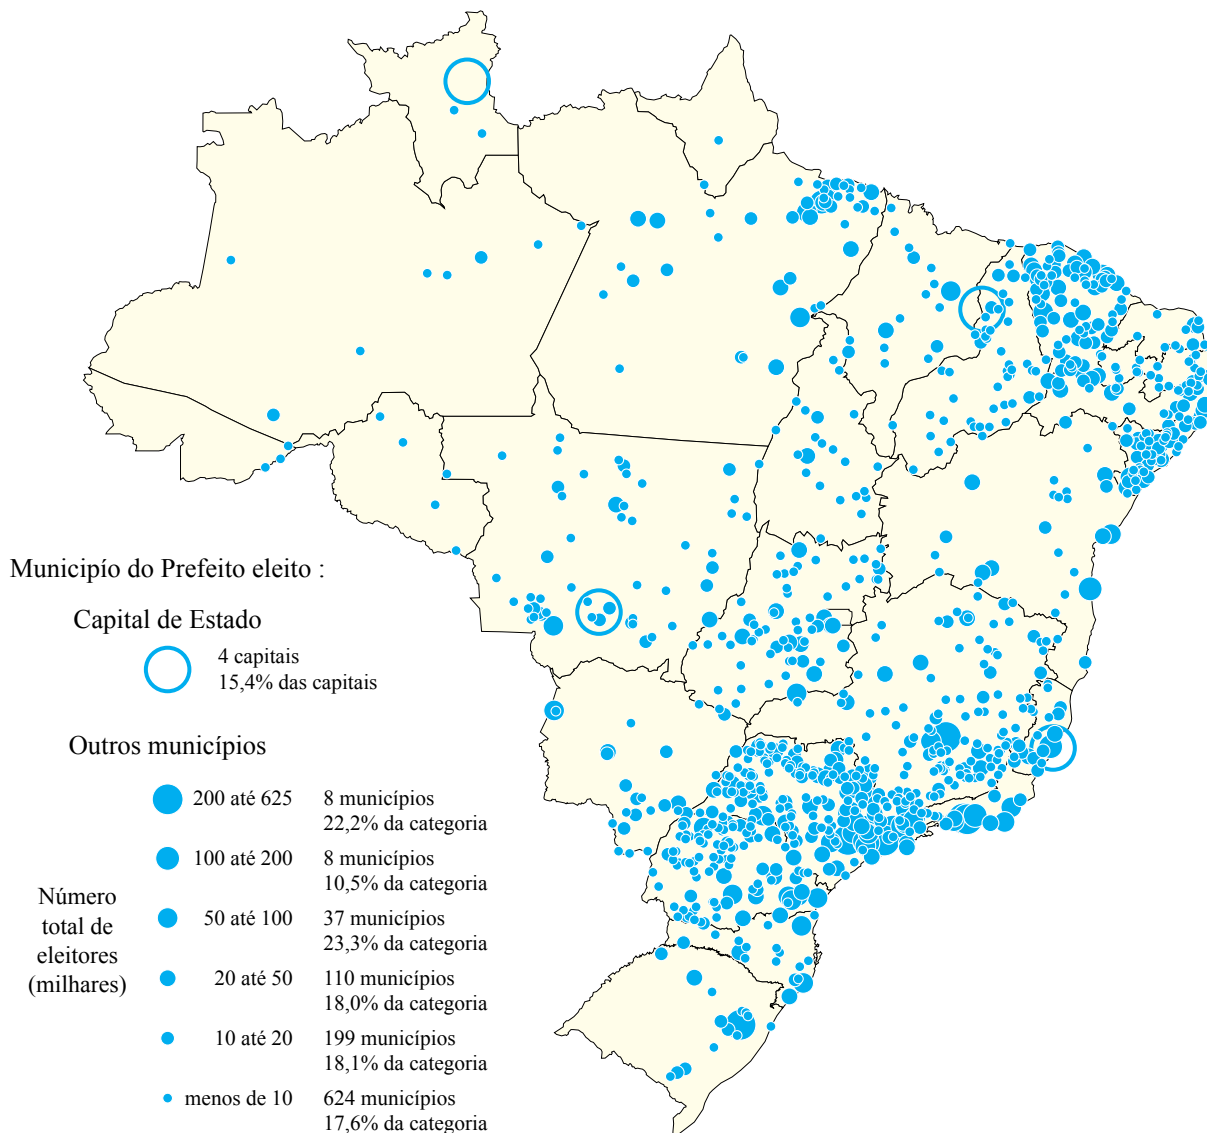 Municipío do Prefeito eleito :
Capital de Estado
4 capitais
15,4% das capitais
Outros municípios
200 até 625 8 municípios
22,2% da categoria
100 até 200 8 municípios
10,5% da categoria
Número
total de
eleitores
(milhares)
50 até 100 37 municípios
23,3% da categoria
20 até 50 110 municípios
18,0% da categoria
10 até 20 199 municípios
18,1% da categoria
menos de 10 624 municípios
17,6% da categoria